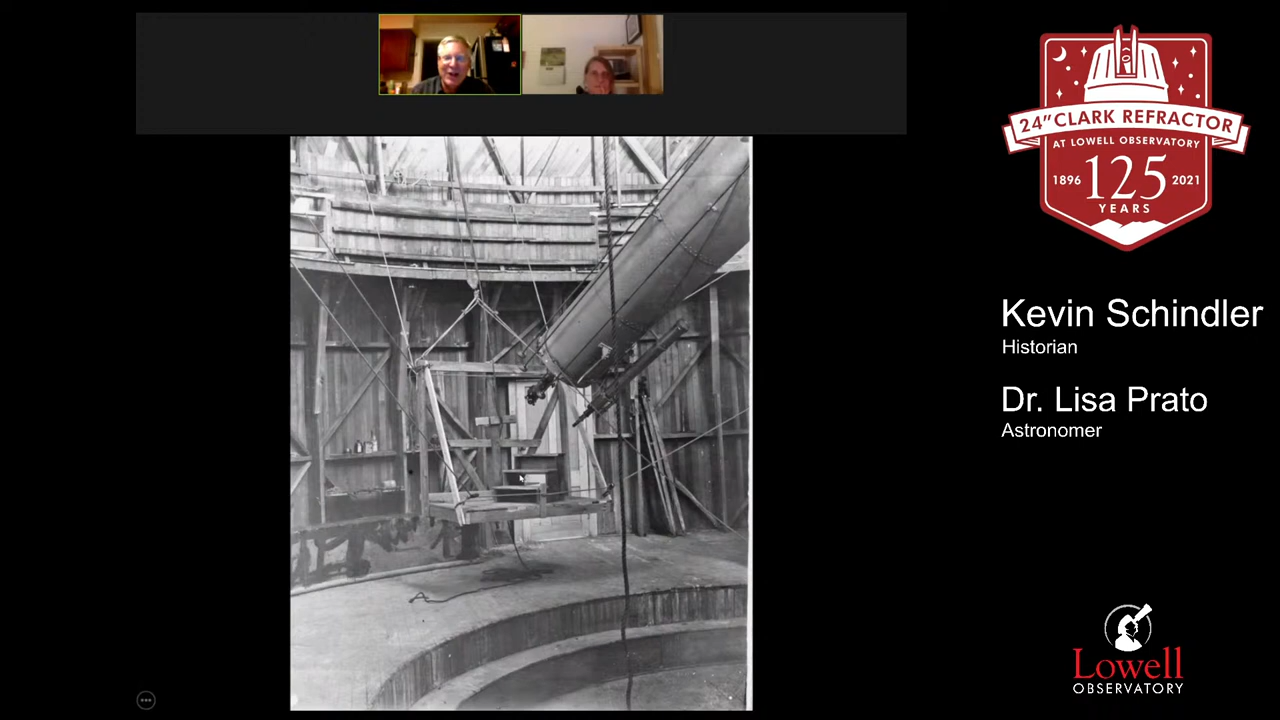 24" CLARK REFRACTOR
AT LOWELL OBSERVATORY
1896 125 2021
YEARS
Kevin Schindler
Historian
Dr. Lisa Prato
Astronomer
Lowell
OBSERVATORY